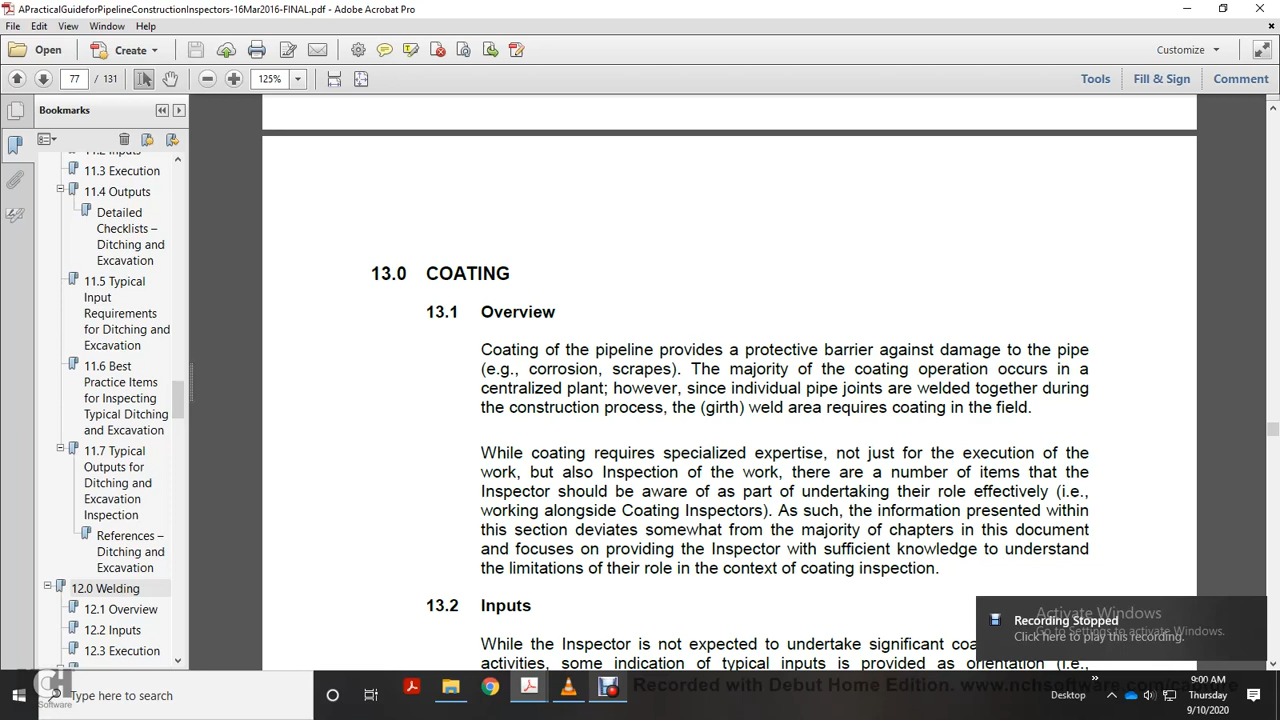 APracticalGuideforPipelineConstructionInspectors-16Mar2016-FINAL.pdf - Adobe Acrobat Pro
File Edit View Window Help
Open Create Customize
77 / 131 125% Tools Fill & Sign Comment
Bookmarks
11.2 Inputs
11.3 Execution
11.4 Outputs
Detailed
Checklists –
Ditching and
Excavation
11.5 Typical
Input
Requirements
for Ditching and
Excavation
11.6 Best
Practice Items
for Inspecting
Typical Ditching
and Excavation
11.7 Typical
Outputs for
Ditching and
Excavation
Inspection
References –
Ditching and
Excavation
12.0 Welding
12.1 Overview
12.2 Inputs
12.3 Execution
13.0 COATING
13.1 Overview
Coating of the pipeline provides a protective barrier against damage to the pipe
(e.g., corrosion, scrapes). The majority of the coating operation occurs in a
centralized plant; however, since individual pipe joints are welded together during
the construction process, the (girth) weld area requires coating in the field.
While coating requires specialized expertise, not just for the execution of the
work, but also Inspection of the work, there are a number of items that the
Inspector should be aware of as part of undertaking their role effectively (i.e.,
working alongside Coating Inspectors). As such, the information presented within
this section deviates somewhat from the majority of chapters in this document
and focuses on providing the Inspector with sufficient knowledge to understand
the limitations of their role in the context of coating inspection.
13.2 Inputs
While the Inspector is not expected to undertake significant coa
activities, some indication of typical inputs is provided as orientation (i.e.,
Activate Windows
Go to Settings to activate Windows.
Recording Stopped
Click here to play this recording.
CH
Software
Type here to search
Recorded with Debut Home Edition. www.nchsoftware.com/capture
Desktop
9:00 AM
Thursday
9/10/2020